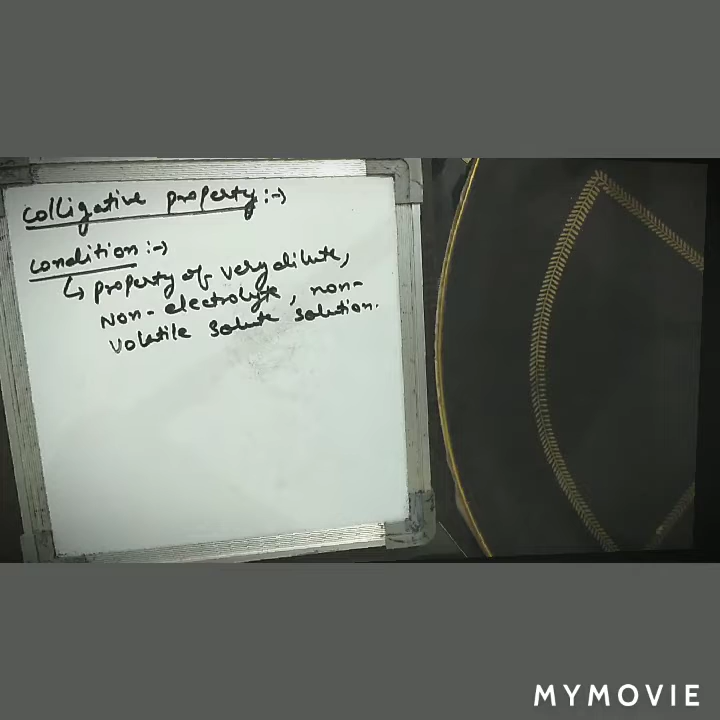 Colligative property :→
Condition :→
↳ property of very dilute,
Non-electrolyte, non-
Volatile solute solution.
MYMOVIE